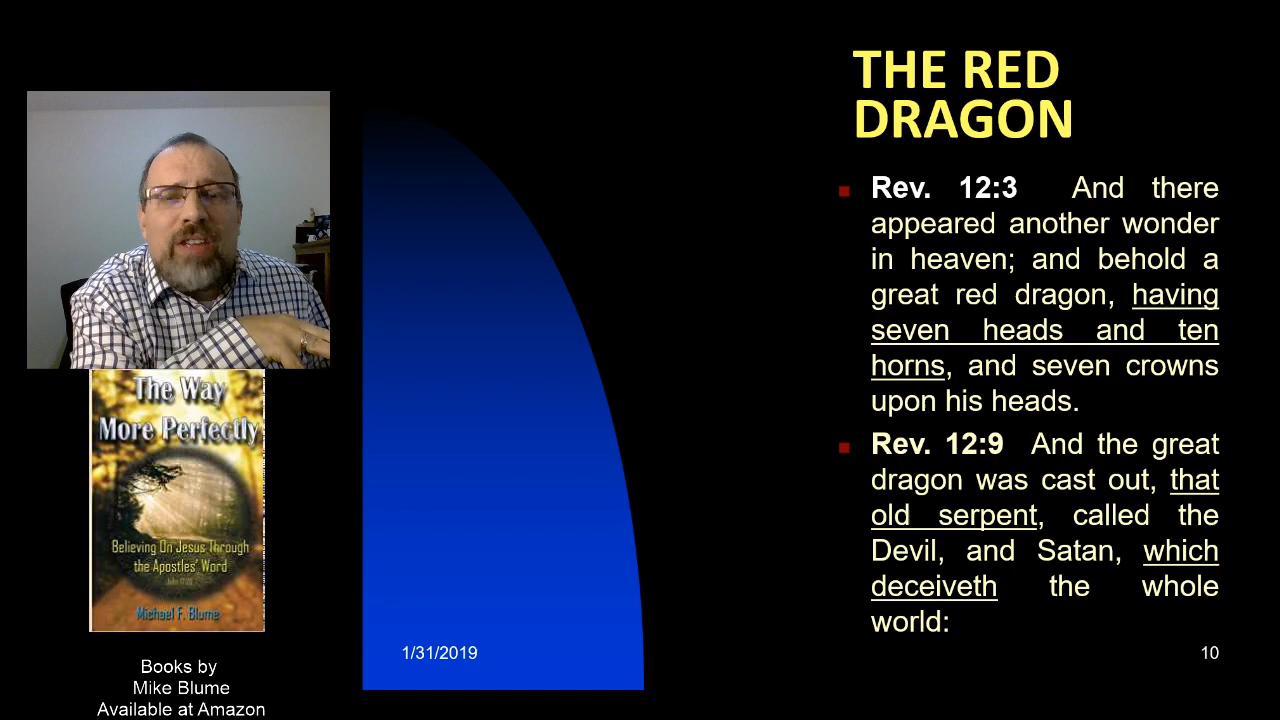 THE RED
DRAGON
Rev. 12:3 And there
appeared another wonder
in heaven; and behold a
great red dragon, having
seven heads and ten
horns, and seven crowns
upon his heads.
Rev. 12:9 And the great
dragon was cast out, that
old serpent, called the
Devil, and Satan, which
deceiveth the whole
world:
1/31/2019
10
The Way
More Perfectly
Believing On Jesus Through
the Apostles' Word
Michael F. Blume
Books by
Mike Blume
Available at Amazon